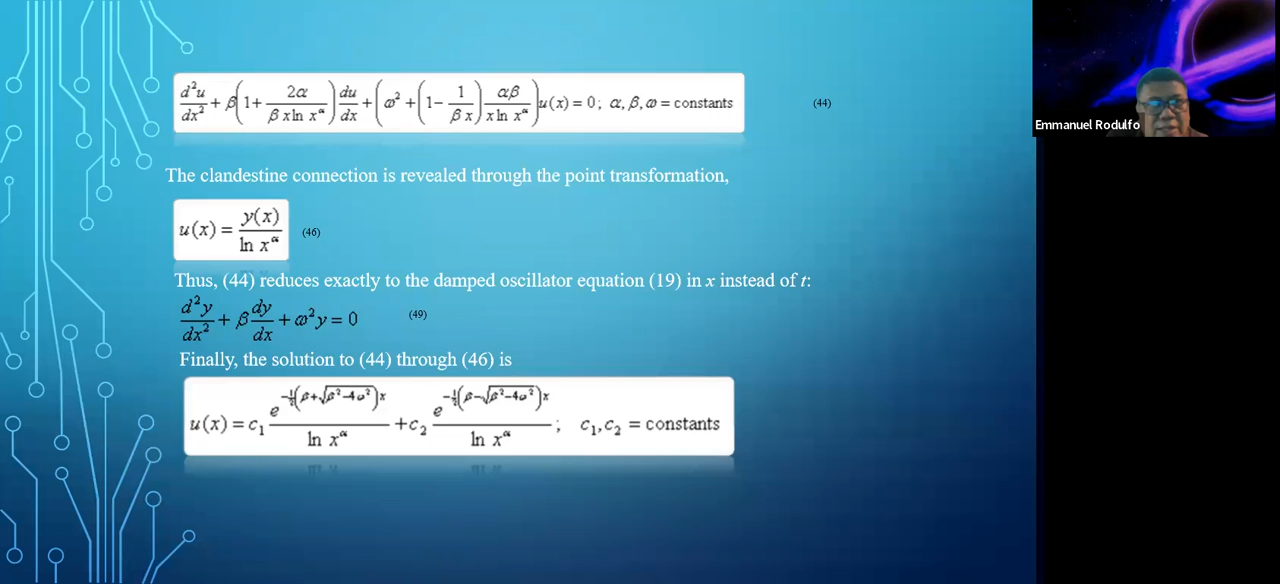 d²u/dx² + β(1 + 2α/(β x ln x^α)) du/dx + (ω² + (1 − 1/(β x)) αβ/(x ln x^α)) u(x) = 0; α, β, ω = constants (44)
Emmanuel Rodulfo
The clandestine connection is revealed through the point transformation,
u(x) = y(x)/ln x^α (46)
Thus, (44) reduces exactly to the damped oscillator equation (19) in x instead of t:
d²y/dx² + β dy/dx + ω² y = 0 (49)
Finally, the solution to (44) through (46) is
u(x) = c₁ e^(−½(β+√(β²−4ω²))x)/ln x^α + c₂ e^(−½(β−√(β²−4ω²))x)/ln x^α; c₁, c₂ = constants